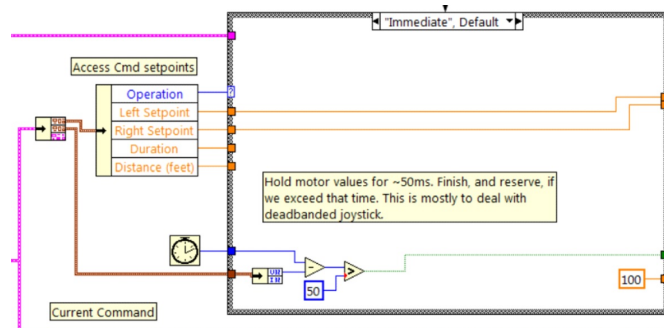 "Immediate", Default
Access Cmd setpoints
Operation
?
Left Setpoint
Right Setpoint
Duration
Distance (feet)
Hold motor values for ~50ms. Finish, and reserve, if
we exceed that time. This is mostly to deal with
deadbanded joystick.
-
>
50
100
Current Command